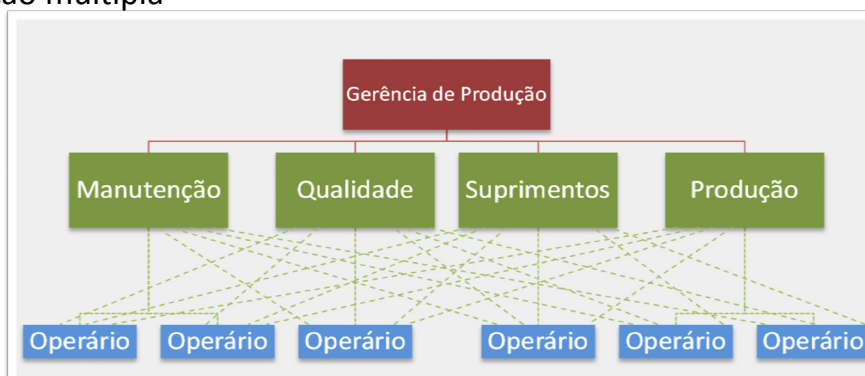 Gerência de Produção
Manutenção Qualidade Suprimentos Produção
Operário Operário Operário Operário Operário Operário